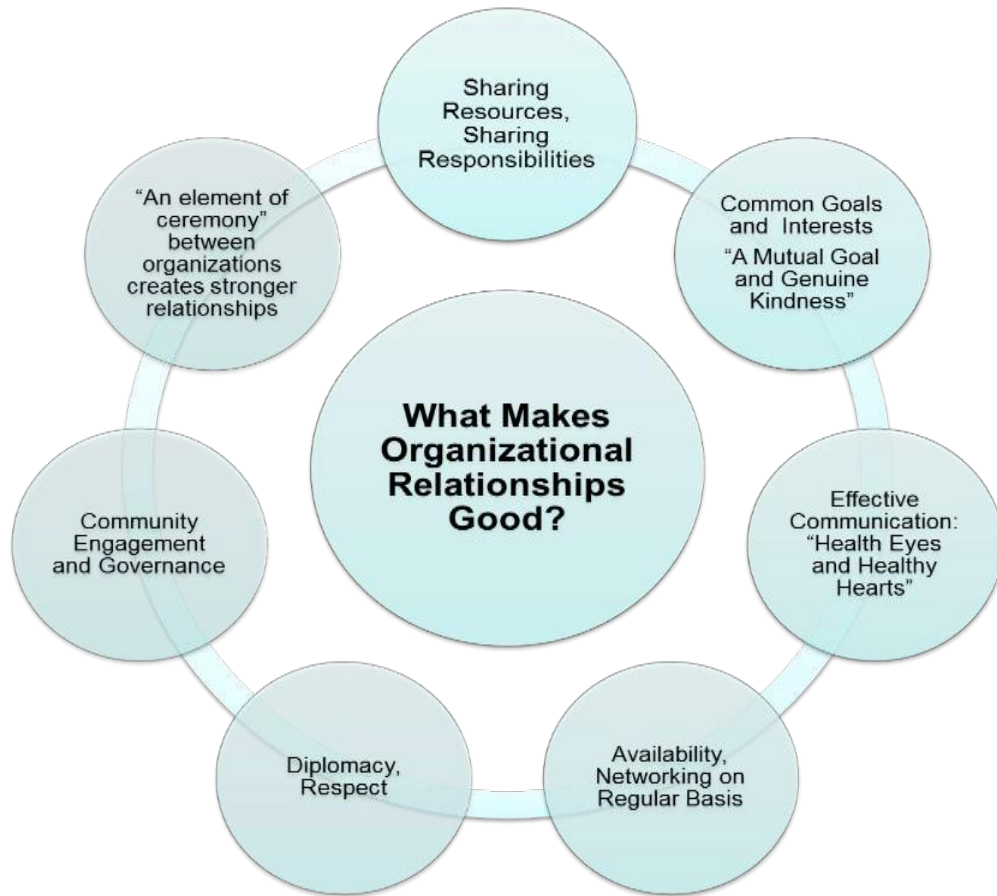 Sharing
Resources,
Sharing
Responsibilities
Common Goals
and Interests
“A Mutual Goal
and Genuine
Kindness”
Effective
Communication:
“Health Eyes
and Healthy
Hearts”
Availability,
Networking on
Regular Basis
Diplomacy,
Respect
Community
Engagement
and Governance
“An element of
ceremony”
between
organizations
creates stronger
relationships
What Makes
Organizational
Relationships
Good?